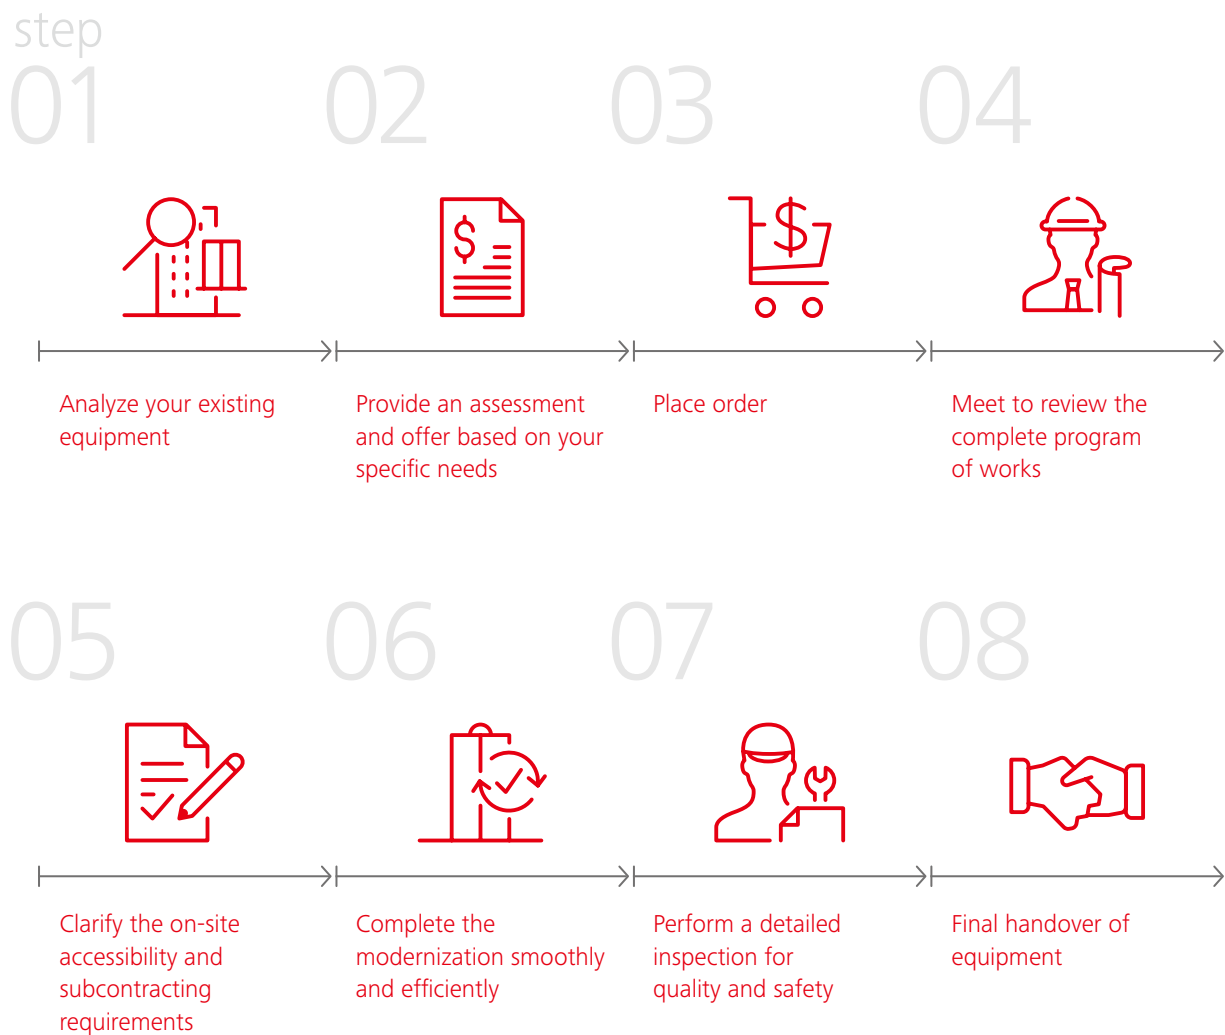 step
01 02 03 04
$ $
Analyze your existing
equipment
Provide an assessment
and offer based on your
specific needs
Place order
Meet to review the
complete program
of works
05 06 07 08
Clarify the on-site
accessibility and
subcontracting
requirements
Complete the
modernization smoothly
and efficiently
Perform a detailed
inspection for
quality and safety
Final handover of
equipment